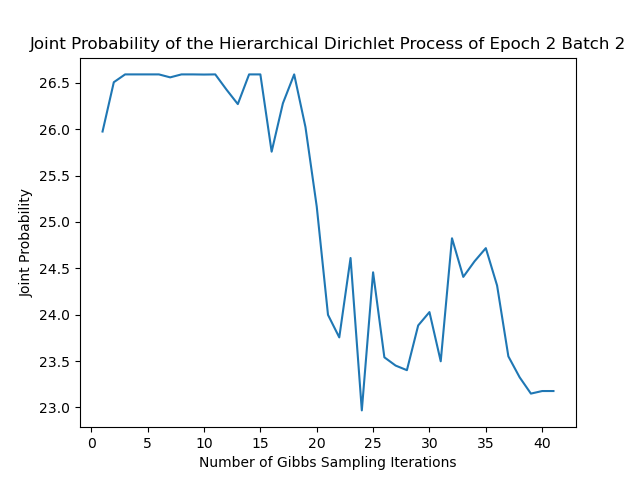 Joint Probability of the Hierarchical Dirichlet Process of Epoch 2 Batch 2
26.5
26.0
25.5
25.0
24.5
24.0
23.5
23.0
Joint Probability
0 5 10 15 20 25 30 35 40
Number of Gibbs Sampling Iterations